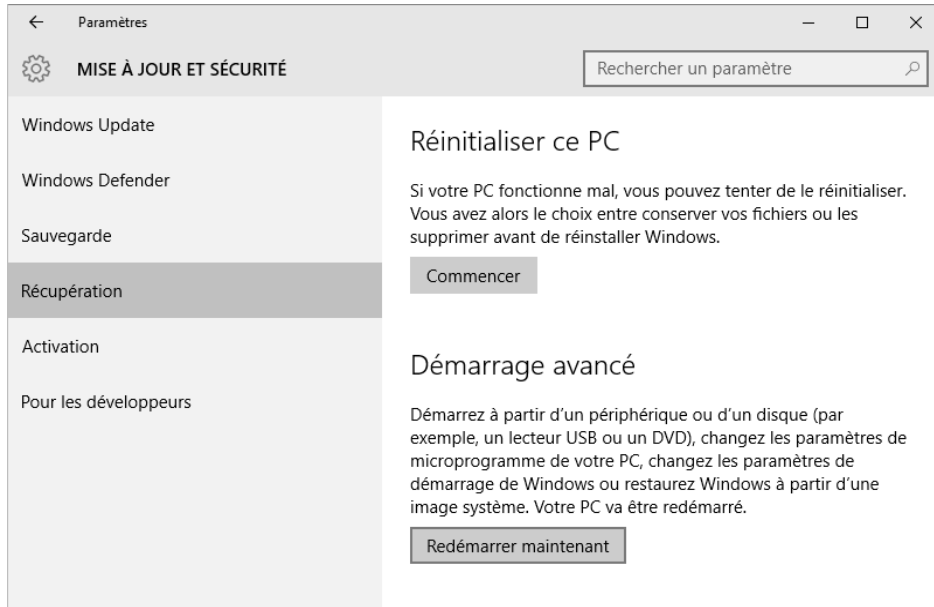 Paramètres
MISE À JOUR ET SÉCURITÉ
Rechercher un paramètre
Windows Update
Windows Defender
Sauvegarde
Récupération
Activation
Pour les développeurs
Réinitialiser ce PC
Si votre PC fonctionne mal, vous pouvez tenter de le réinitialiser.
Vous avez alors le choix entre conserver vos fichiers ou les
supprimer avant de réinstaller Windows.
Commencer
Démarrage avancé
Démarrez à partir d’un périphérique ou d’un disque (par
exemple, un lecteur USB ou un DVD), changez les paramètres de
microprogramme de votre PC, changez les paramètres de
démarrage de Windows ou restaurez Windows à partir d’une
image système. Votre PC va être redémarré.
Redémarrer maintenant